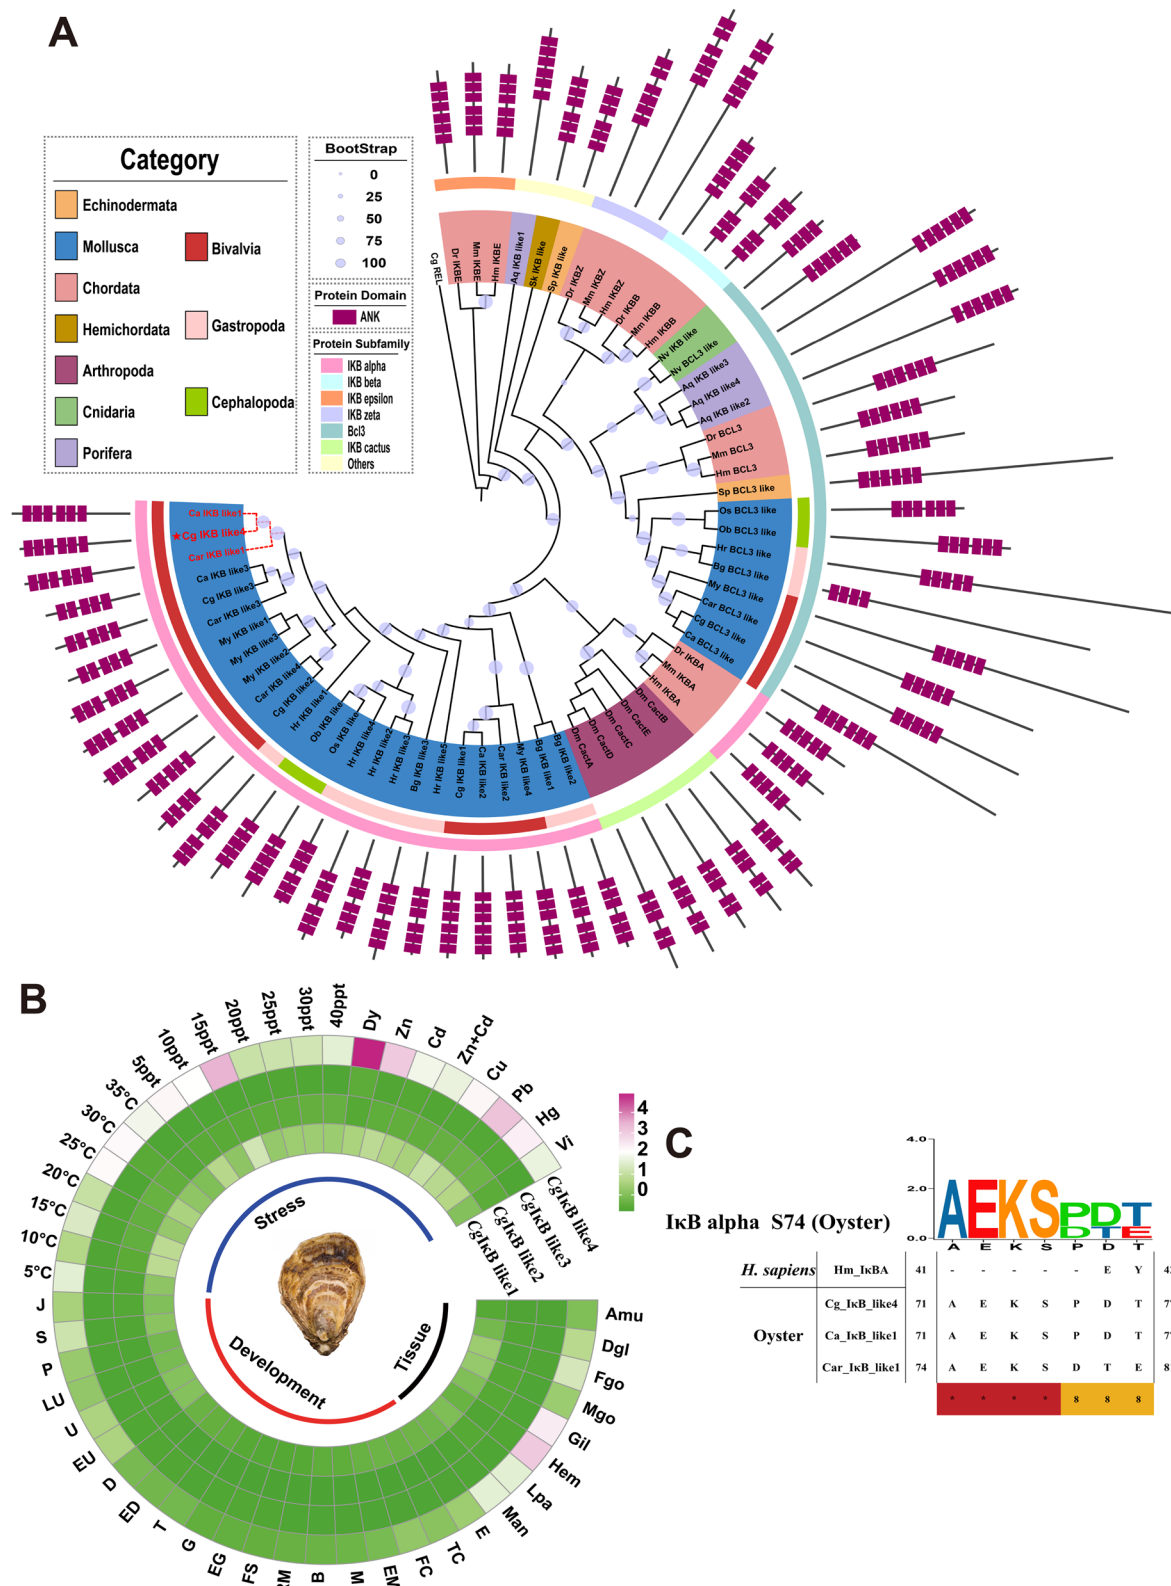 A
Category
Echinodermata
Mollusca
Chordata
Hemichordata
Arthropoda
Cnidaria
Porifera
Bivalvia
Gastropoda
Cephalopoda
BootStrap
0
25
50
75
100
Protein Domain
ANK
Protein Subfamily
IKB alpha
IKB beta
IKB epsilon
IKB zeta
Bcl3
IKB cactus
Others
Cg REL
Dr IKBE
Mm IKBE
Hm IKBE
Aq IKB like1
Sk IKB like
Sp IKB like
Dr IKBZ
Mm IKBZ
Hm IKBZ
Dr IKBB
Mm IKBB
Hm IKBB
Nv IKB like
Nv BCL3 like
Aq IKB like3
Aq IKB like4
Aq IKB like2
Dr BCL3
Mm BCL3
Hm BCL3
Sp BCL3 like
Os BCL3 like
Ob BCL3 like
Hr BCL3 like
Bg BCL3 like
My BCL3 like
Car BCL3 like
Cg BCL3 like
Ca BCL3 like
Dr IKBA
Mm IKBA
Hm IKBA
Dm CactB
Dm CactE
Dm CactC
Dm CactD
Dm CactA
Bg IKB like2
Bg IKB like1
My IKB like4
Car IKB like2
Ca IKB like2
Cg IKB like1
Hr IKB like5
Bg IKB like3
Hr IKB like3
Hr IKB like2
Hr IKB like4
Os IKB like
Ob IKB like
Hr IKB like1
Cg IKB like2
Car IKB like4
My IKB like2
My IKB like3
My IKB like1
Car IKB like3
Cg IKB like3
Ca IKB like3
Car IKB like1
★Cg IKB like4
Ca IKB like1
B
5°C
10°C
15°C
20°C
25°C
30°C
35°C
5ppt
10ppt
15ppt
20ppt
25ppt
30ppt
40ppt
Dy
Zn
Cd
Zn+Cd
Cu
Pb
Hg
Vi
CgIκB like4
CgIκB like3
CgIκB like2
CgIκB like1
Stress
Development
Tissue
Amu
Dgl
Fgo
Mgo
Gil
Hem
Lpa
Man
E
TC
FC
EM
M
B
RM
FS
EG
G
T
ED
D
EU
U
LU
P
S
J
4
3
2
1
0
C
4.0
2.0
0.0
AEKSPDT
DTE
A E K S P D T
IκB alpha S74 (Oyster)
H. sapiens Hm_IκBA 41 - - - - - E Y
Cg_IκB_like4 71 A E K S P D T
Oyster Ca_IκB_like1 71 A E K S P D T
Car_IκB_like1 74 A E K S D T E
* * * * 8 8 8